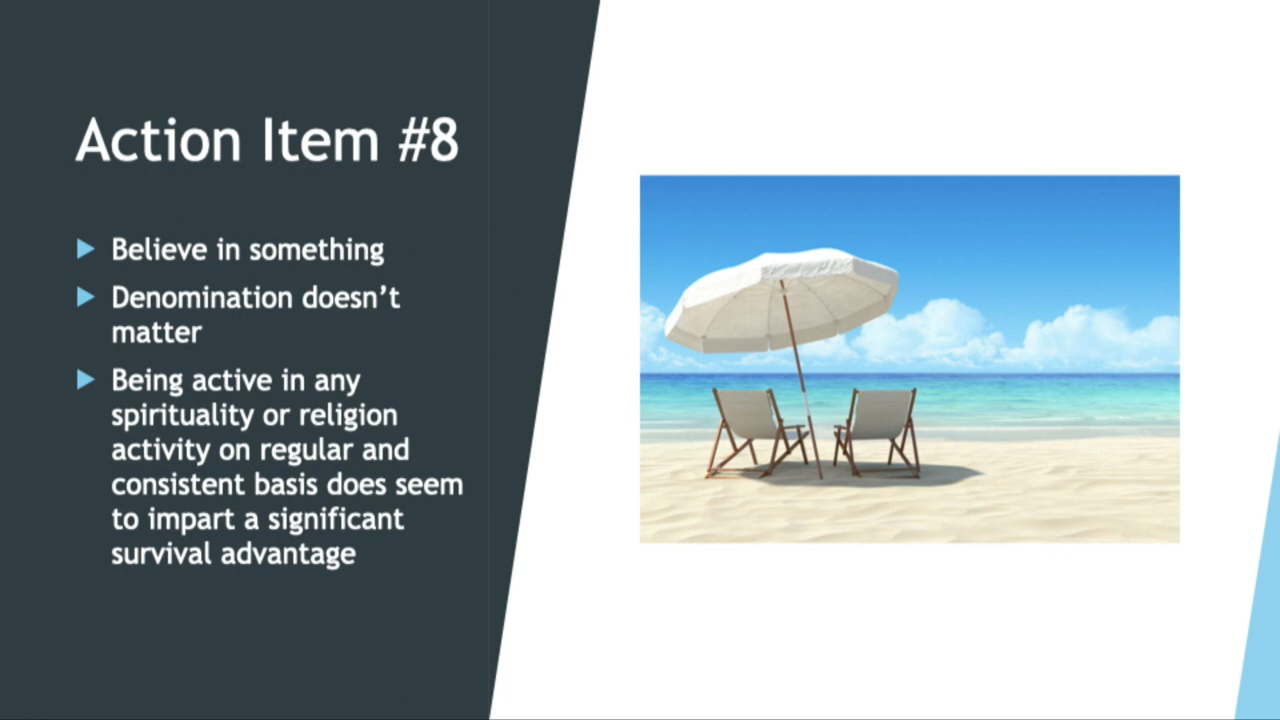 Action Item #8
Believe in something
Denomination doesn't
matter
Being active in any
spirituality or religion
activity on regular and
consistent basis does seem
to impart a significant
survival advantage